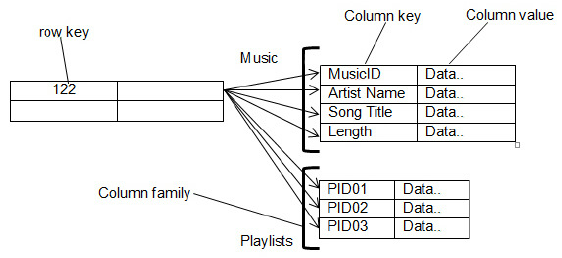 Column key
Column value
row key
Music
122
MusicID Data..
Artist Name Data..
Song Title Data..
Length Data..
Column family
Playlists
PID01 Data..
PID02 Data..
PID03 Data..